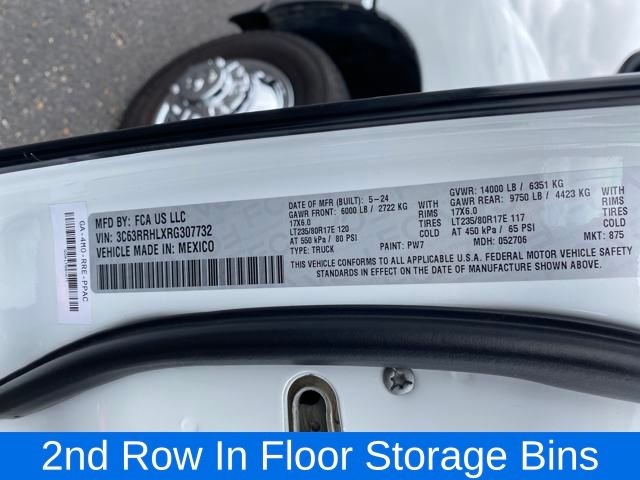 GA-4M0-RRE-PPAC
MFD BY: FCA US LLC
VIN: 3C63RRHLXRG307732
VEHICLE MADE IN: MEXICO
DATE OF MFR (BUILT): 5-24
GAWR FRONT: 6000 LB / 2722 KG
17X6.0
LT235/80R17E 120
AT 550 kPa / 80 PSI
TYPE: TRUCK
WITH
TIRES
RIMS
COLD
PAINT: PW7
GVWR: 14000 LB / 6351 KG
GAWR REAR: 9750 LB / 4423 KG
17X6.0
LT235/80R17E 117
AT 450 kPa / 65 PSI
MDH: 052706
WITH
TIRES
RIMS
COLD
MKT: 875
THIS VEHICLE CONFORMS TO ALL APPLICABLE U.S.A. FEDERAL MOTOR VEHICLE SAFETY
STANDARDS IN EFFECT ON THE DATE OF MANUFACTURE SHOWN ABOVE
2nd Row In Floor Storage Bins